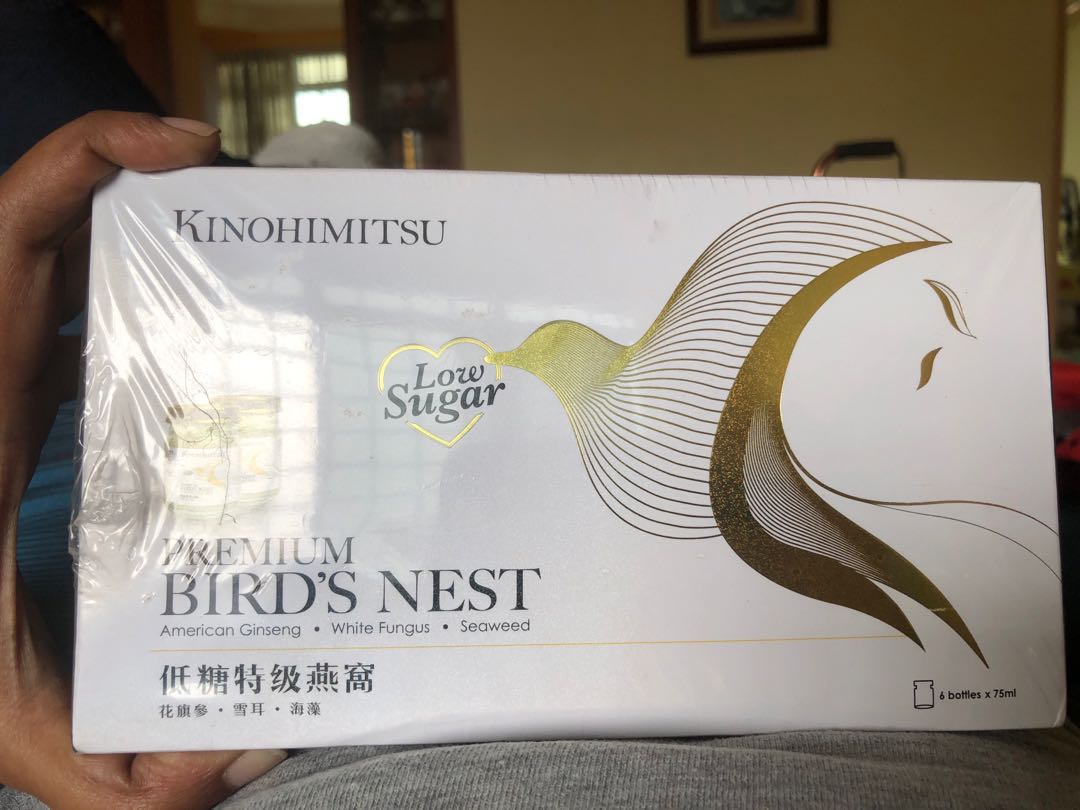 KINOHIMITSU
Low
Sugar
PREMIUM
BIRD'S NEST
American Ginseng • White Fungus • Seaweed
低糖特级燕窩
花旗參・雪耳・海藻
6 bottles x 75ml